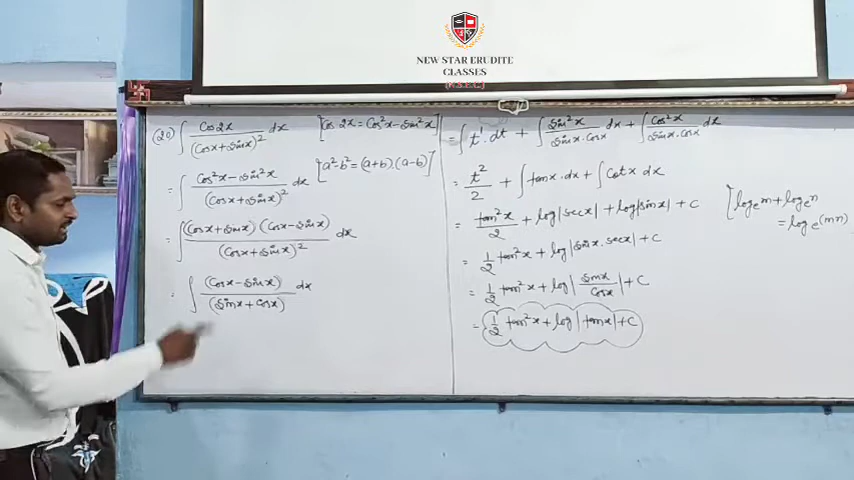 NEW STAR ERUDITE
CLASSES
(20) ∫ Cos2x / (Cosx + Sinx)² dx [Cos 2x = Cos²x − Sin²x]
= ∫ Cos²x − Sin²x / (Cosx + Sinx)² dx [a² − b² = (a+b).(a−b)]
= ∫ (Cosx + Sinx) (Cosx − Sinx) / (Cosx + Sinx)² dx
= ∫ (Cosx − Sinx) / (Sinx + Cosx) dx
= ∫ t¹. dt + ∫ Sin²x / Sinx. Cosx dx + ∫ Cos²x / Sinx. Cosx dx
= t²/2 + ∫ tanx . dx + ∫ Cotx dx
= tan²x / 2 + log|secx| + log|sinx| + C
= 1/2 tan²x + log|sinx. secx| + C
= 1/2 tan²x + log| Sinx / Cosx | + C
= 1/2 tan²x + log| tanx | + C
[logₑm + logₑn
= logₑ(mn)